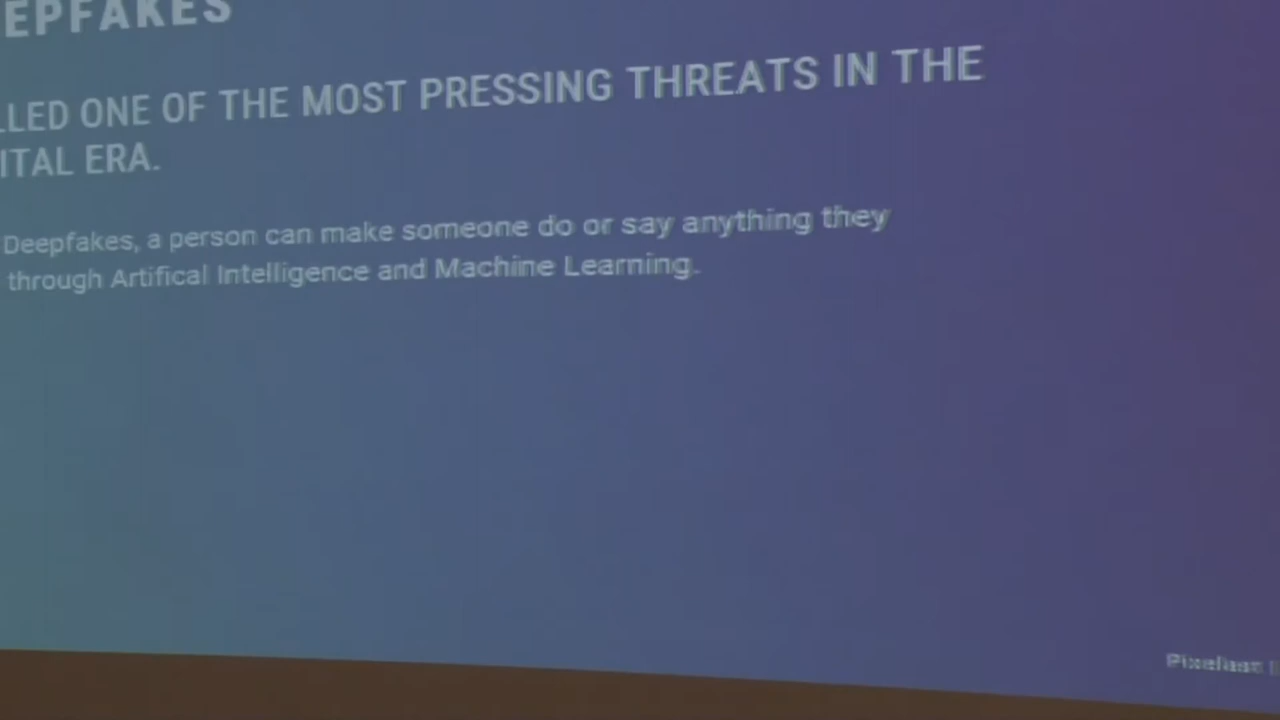 EPFAKES
LLED ONE OF THE MOST PRESSING THREATS IN THE
ITAL ERA.
Deepfakes, a person can make someone do or say anything they
through Artifical Intelligence and Machine Learning.